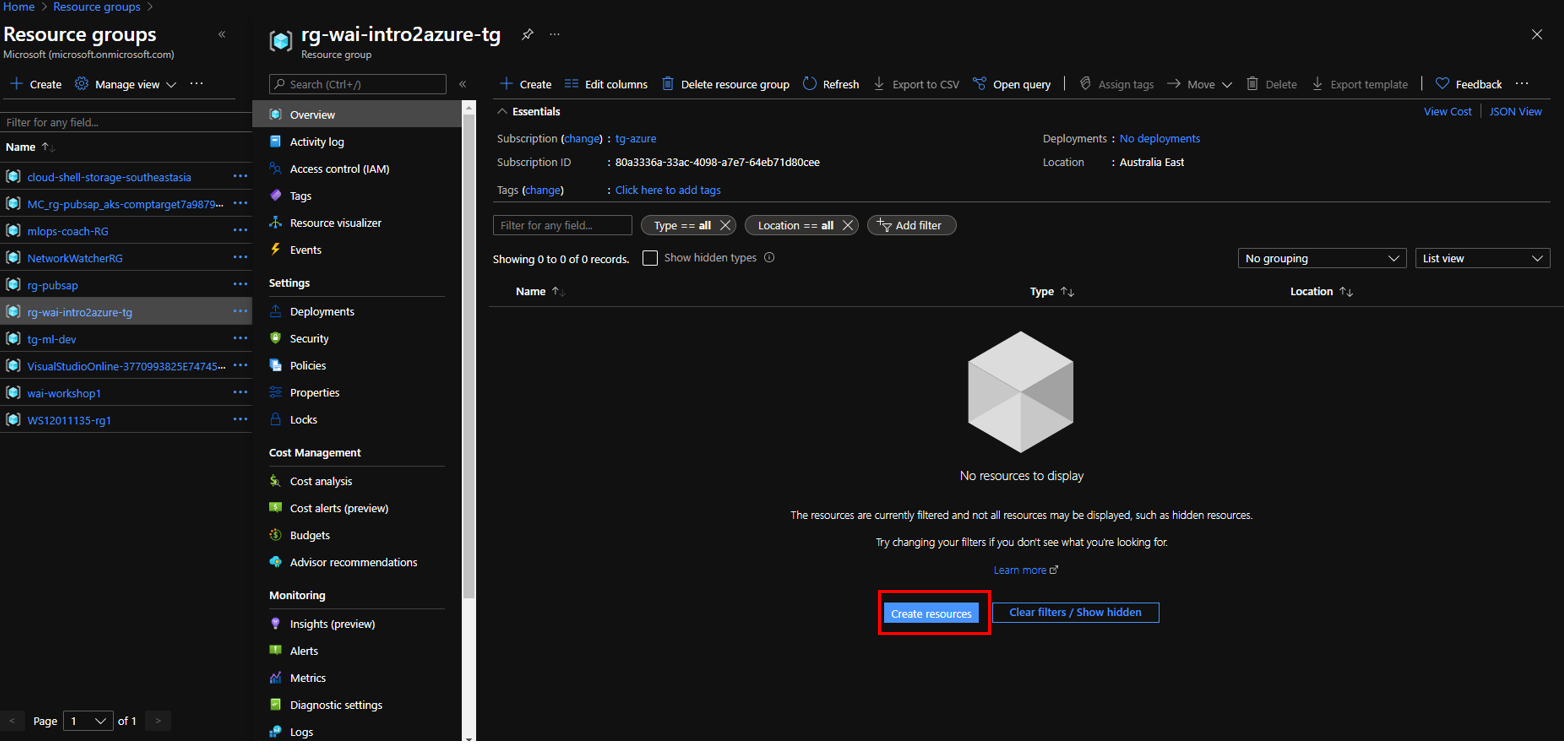 Home > Resource groups >
Resource groups
Microsoft (microsoft.onmicrosoft.com)
Create Manage view
Filter for any field...
Name
cloud-shell-storage-southeastasia
MC_rg-pubsap_aks-comptarget7a9879...
mlops-coach-RG
NetworkWatcherRG
rg-pubsap
rg-wai-intro2azure-tg
tg-ml-dev
VisualStudioOnline-3770993825E74745...
wai-workshop1
WS12011135-rg1
< Page 1 of 1 >
rg-wai-intro2azure-tg
Resource group
Search (Ctrl+/)
Overview
Activity log
Access control (IAM)
Tags
Resource visualizer
Events
Settings
Deployments
Security
Policies
Properties
Locks
Cost Management
Cost analysis
Cost alerts (preview)
Budgets
Advisor recommendations
Monitoring
Insights (preview)
Alerts
Metrics
Diagnostic settings
Logs
Create Edit columns Delete resource group Refresh Export to CSV Open query Assign tags Move Delete Export template Feedback
Essentials
View Cost JSON View
Subscription (change) : tg-azure
Deployments : No deployments
Subscription ID : 80a3336a-33ac-4098-a7e7-64eb71d80cee
Location : Australia East
Tags (change) : Click here to add tags
Filter for any field... Type == all Location == all Add filter
Showing 0 to 0 of 0 records. Show hidden types No grouping List view
Name Type Location
No resources to display
The resources are currently filtered and not all resources may be displayed, such as hidden resources.
Try changing your filters if you don't see what you're looking for.
Learn more
Create resources Clear filters / Show hidden